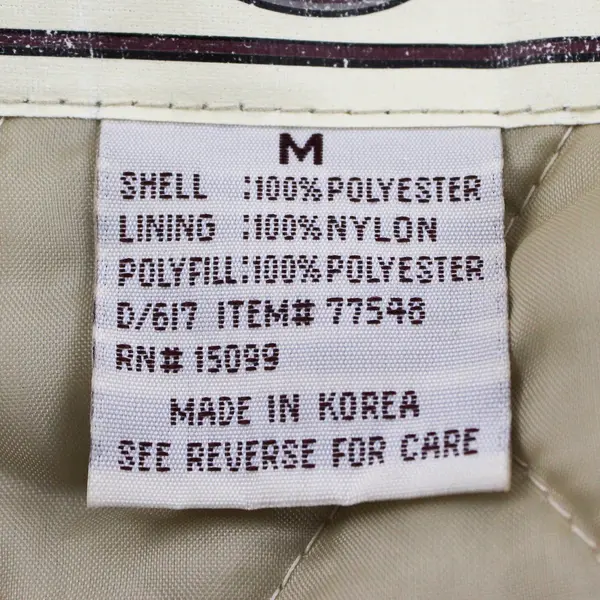 M
SHELL :100% POLYESTER
LINING :100% NYLON
POLYFILL:100% POLYESTER
D/617 ITEM# 77548
RN# 15099
MADE IN KOREA
SEE REVERSE FOR CARE